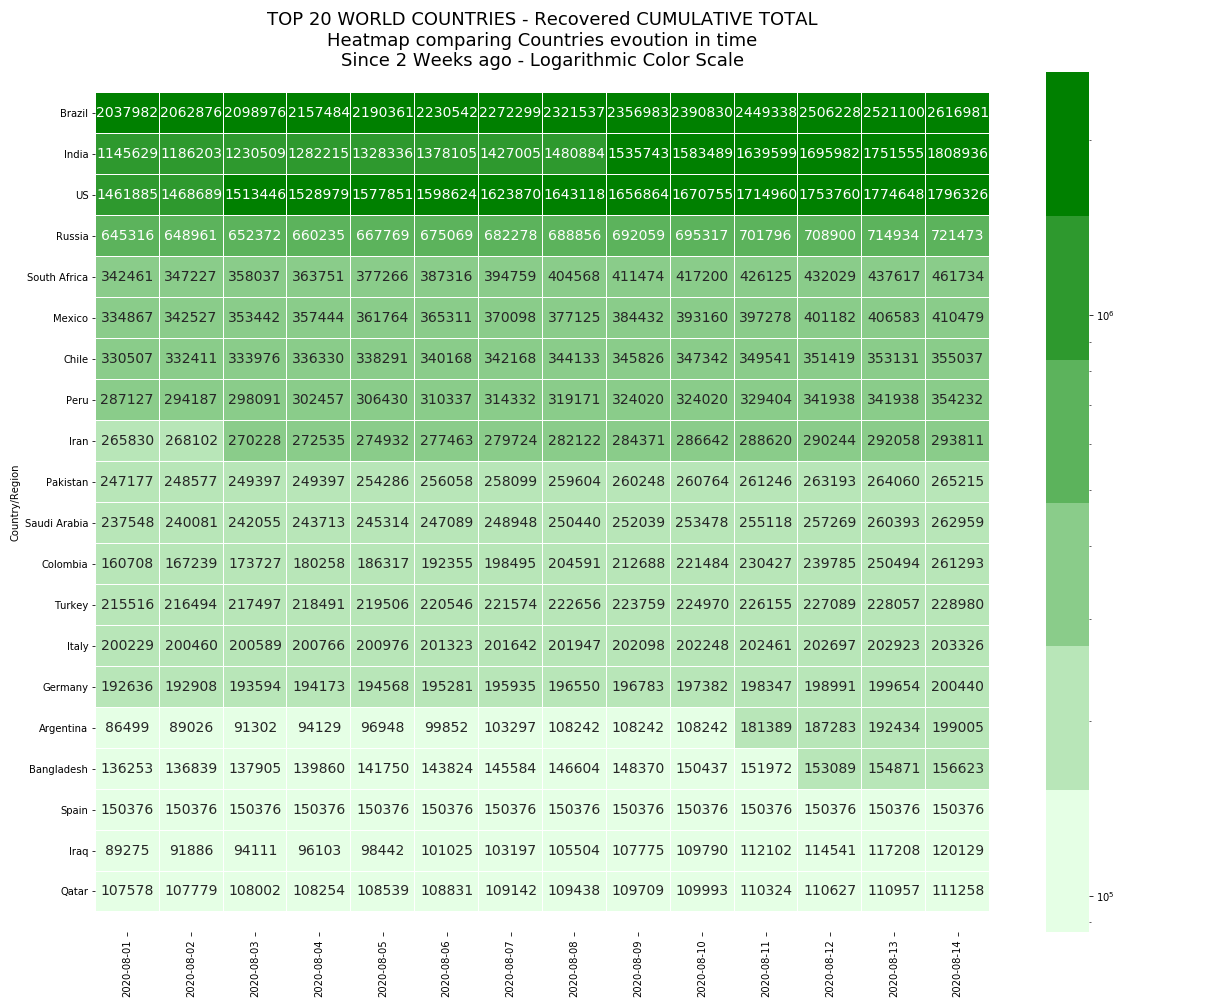 TOP 20 WORLD COUNTRIES - Recovered CUMULATIVE TOTAL
Heatmap comparing Countries evoution in time
Since 2 Weeks ago - Logarithmic Color Scale
Brazil 2037982 2062876 2098976 2157484 2190361 2230542 2272299 2321537 2356983 2390830 2449338 2506228 2521100 2616981
India 1145629 1186203 1230509 1282215 1328336 1378105 1427005 1480884 1535743 1583489 1639599 1695982 1751555 1808936
US 1461885 1468689 1513446 1528979 1577851 1598624 1623870 1643118 1656864 1670755 1714960 1753760 1774648 1796326
Russia 645316 648961 652372 660235 667769 675069 682278 688856 692059 695317 701796 708900 714934 721473
South Africa 342461 347227 358037 363751 377266 387316 394759 404568 411474 417200 426125 432029 437617 461734
Mexico 334867 342527 353442 357444 361764 365311 370098 377125 384432 393160 397278 401182 406583 410479
Chile 330507 332411 333976 336330 338291 340168 342168 344133 345826 347342 349541 351419 353131 355037
Peru 287127 294187 298091 302457 306430 310337 314332 319171 324020 324020 329404 341938 341938 354232
Iran 265830 268102 270228 272535 274932 277463 279724 282122 284371 286642 288620 290244 292058 293811
Pakistan 247177 248577 249397 249397 254286 256058 258099 259604 260248 260764 261246 263193 264060 265215
Saudi Arabia 237548 240081 242055 243713 245314 247089 248948 250440 252039 253478 255118 257269 260393 262959
Colombia 160708 167239 173727 180258 186317 192355 198495 204591 212688 221484 230427 239785 250494 261293
Turkey 215516 216494 217497 218491 219506 220546 221574 222656 223759 224970 226155 227089 228057 228980
Italy 200229 200460 200589 200766 200976 201323 201642 201947 202098 202248 202461 202697 202923 203326
Germany 192636 192908 193594 194173 194568 195281 195935 196550 196783 197382 198347 198991 199654 200440
Argentina 86499 89026 91302 94129 96948 99852 103297 108242 108242 108242 181389 187283 192434 199005
Bangladesh 136253 136839 137905 139860 141750 143824 145584 146604 148370 150437 151972 153089 154871 156623
Spain 150376 150376 150376 150376 150376 150376 150376 150376 150376 150376 150376 150376 150376 150376
Iraq 89275 91886 94111 96103 98442 101025 103197 105504 107775 109790 112102 114541 117208 120129
Qatar 107578 107779 108002 108254 108539 108831 109142 109438 109709 109993 110324 110627 110957 111258
Country/Region
2020-08-01 2020-08-02 2020-08-03 2020-08-04 2020-08-05 2020-08-06 2020-08-07 2020-08-08 2020-08-09 2020-08-10 2020-08-11 2020-08-12 2020-08-13 2020-08-14
10⁶
10⁵